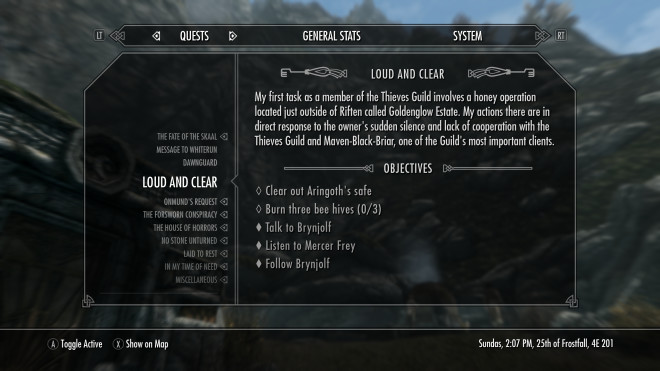 LT QUESTS GENERAL STATS SYSTEM RT
LOUD AND CLEAR
My first task as a member of the Thieves Guild involves a honey operation
located just outside of Riften called Goldenglow Estate. My actions there are in
direct response to the owner's sudden silence and lack of cooperation with the
Thieves Guild and Maven-Black-Briar, one of the Guild's most important clients.
THE FATE OF THE SKAAL
MESSAGE TO WHITERUN
DAWNGUARD
LOUD AND CLEAR
ONMUND'S REQUEST
THE FORSWORN CONSPIRACY
THE HOUSE OF HORRORS
NO STONE UNTURNED
LAID TO REST
IN MY TIME OF NEED
MISCELLANEOUS
OBJECTIVES
Clear out Aringoth's safe
Burn three bee hives (0/3)
Talk to Brynjolf
Listen to Mercer Frey
Follow Brynjolf
A Toggle Active X Show on Map
Sundas, 2:07 PM, 25th of Frostfall, 4E 201